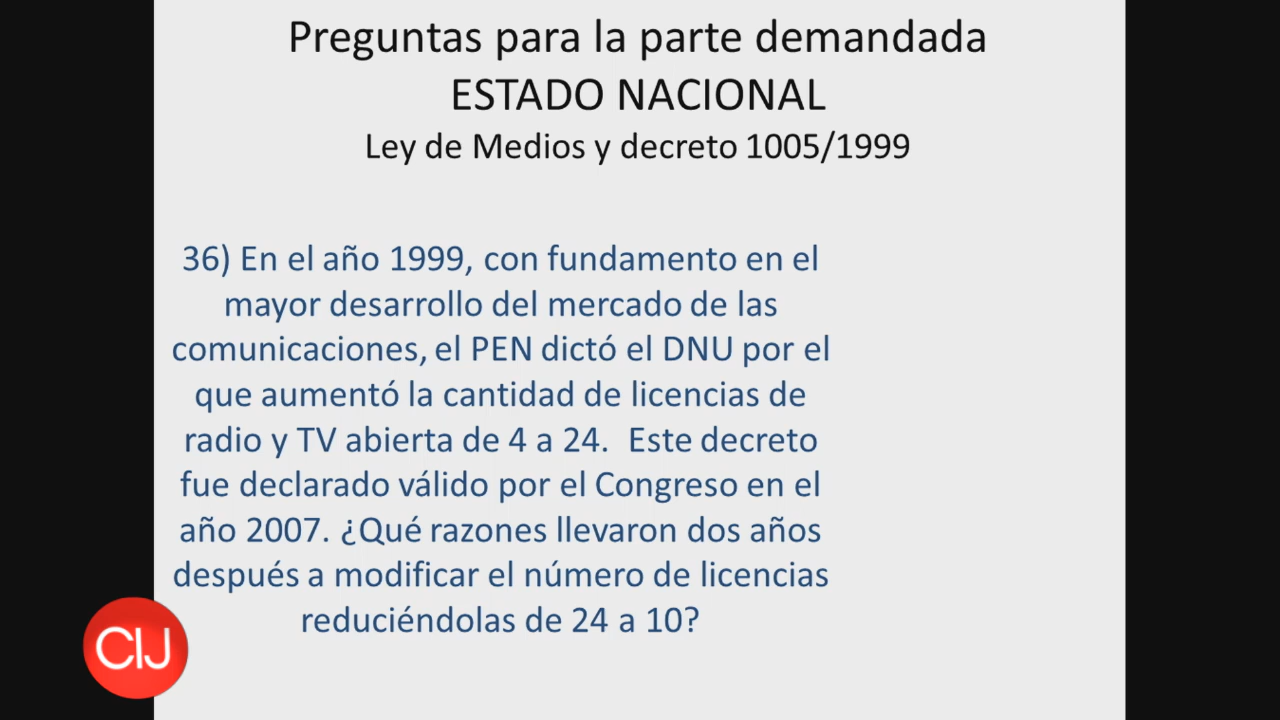 Preguntas para la parte demandada
ESTADO NACIONAL
Ley de Medios y decreto 1005/1999
36) En el año 1999, con fundamento en el
mayor desarrollo del mercado de las
comunicaciones, el PEN dictó el DNU por el
que aumentó la cantidad de licencias de
radio y TV abierta de 4 a 24.  Este decreto
fue declarado válido por el Congreso en el
año 2007. ¿Qué razones llevaron dos años
después a modificar el número de licencias
reduciéndolas de 24 a 10?
CIJ